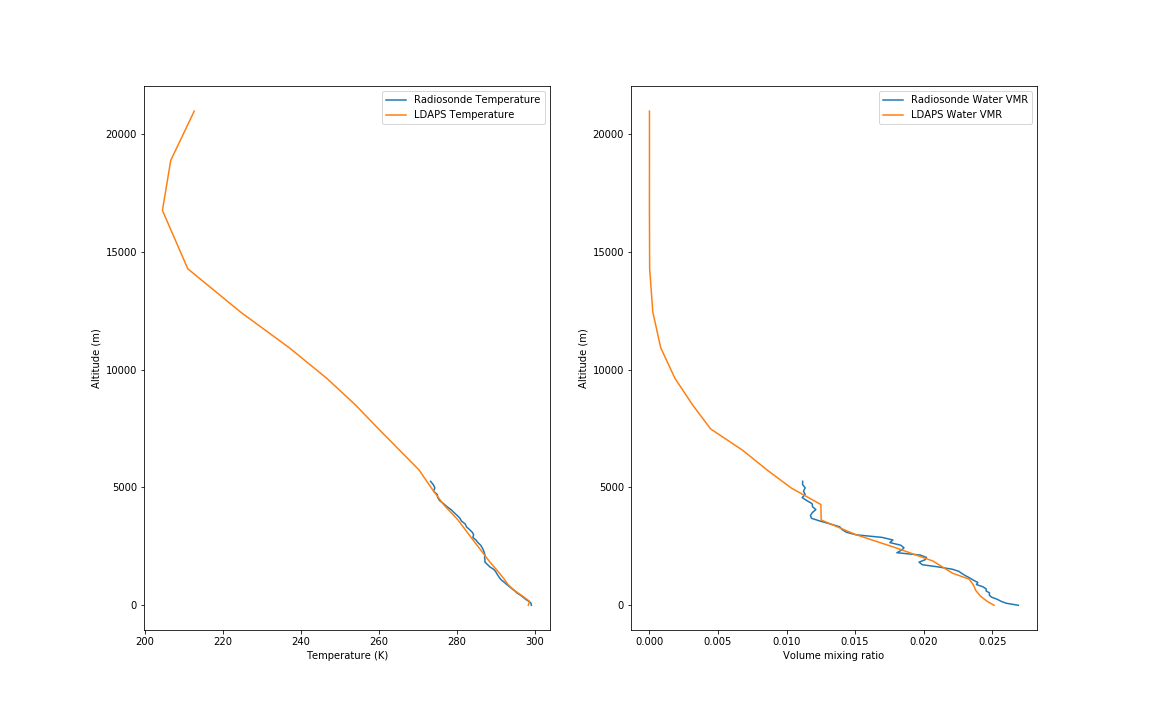 Radiosonde Temperature
LDAPS Temperature
20000
15000
10000
5000
0
Altitude (m)
200 220 240 260 280 300
Temperature (K)
Radiosonde Water VMR
LDAPS Water VMR
20000
15000
10000
5000
0
Altitude (m)
0.000 0.005 0.010 0.015 0.020 0.025
Volume mixing ratio